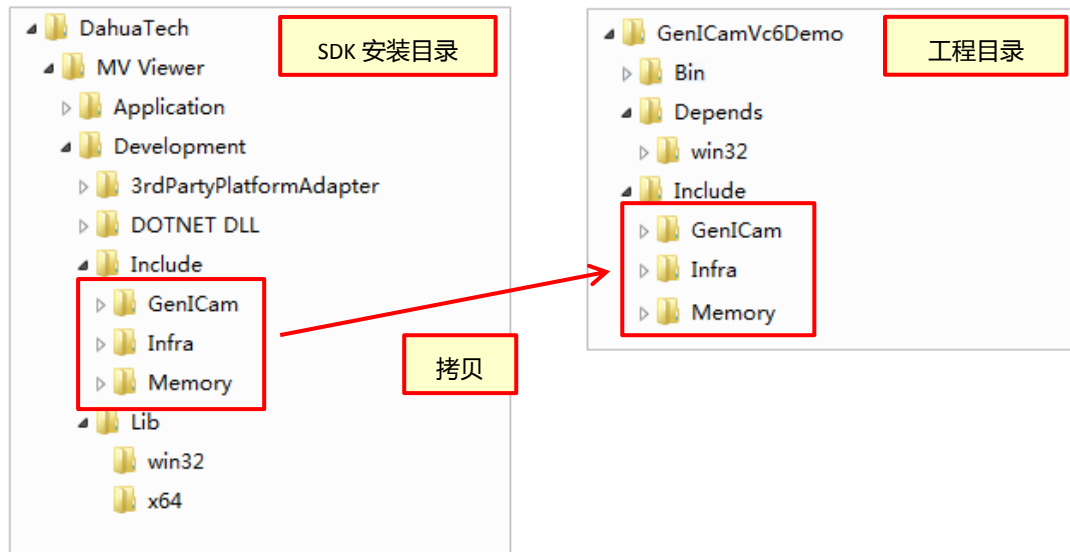 DahuaTech
SDK 安装目录
MV Viewer
Application
Development
3rdPartyPlatformAdapter
DOTNET DLL
Include
GenICam
Infra
Memory
Lib
win32
x64
拷贝
GenICamVc6Demo
工程目录
Bin
Depends
win32
Include
GenICam
Infra
Memory